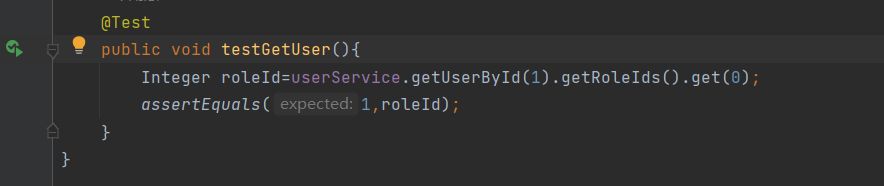 @Test
public void testGetUser(){
Integer roleId=userService.getUserById(1).getRoleIds().get(0);
assertEquals( expected: 1,roleId);
}
}